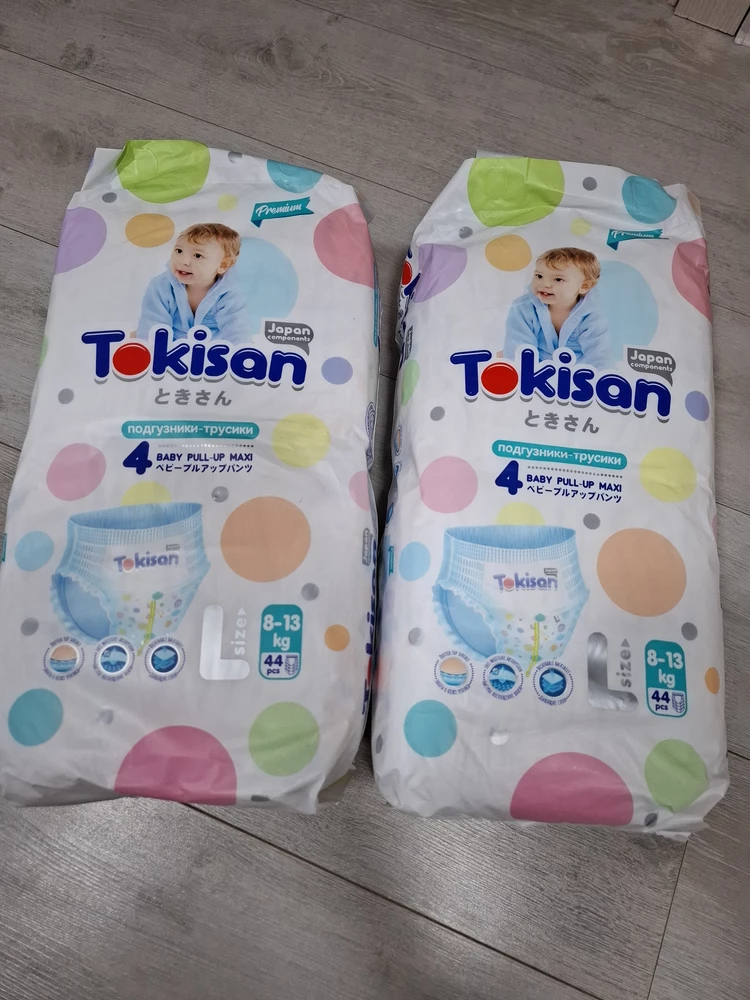 Premium
Japan
components
Tokisan
ときさん
подгузники-трусики
4 BABY PULL-UP MAXI
ベビープルアップパンツ
Tokisan
L size
8-13
kg
44
pcs
Premium
Japan
components
Tokisan
ときさん
подгузники-трусики
4 BABY PULL-UP MAXI
ベビープルアップパンツ
Tokisan
L size
8-13
kg
44
pcs